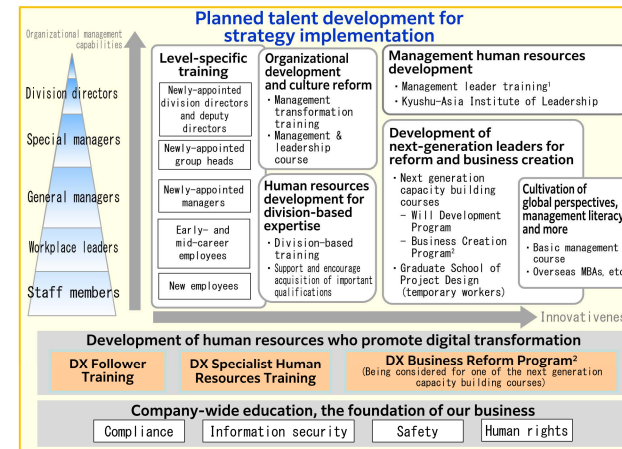 Planned talent development for
strategy implementation
Organizational management
capabilities
Division directors
Special managers
General managers
Workplace leaders
Staff members
Level-specific
training
Newly-appointed
division directors
and deputy
directors
Newly-appointed
group heads
Newly-appointed
managers
Early- and
mid-career
employees
New employees
Organizational
development
and culture reform
・Management
transformation
training
・Management &
leadership
course
Human resources
development for
division-based
expertise
・Division-based
training
・Support and encourage
acquisition of important
qualifications
Management human resources
development
・Management leader training¹
・Kyushu-Asia Institute of Leadership
Development of
next-generation leaders for
reform and business creation
・Next generation
capacity building
courses
− Will Development
Program
− Business Creation
Program²
・Graduate School of
Project Design
(temporary workers)
Cultivation of
global perspectives,
management literacy
and more
・Basic management
course
・Overseas MBAs, etc
Innovativenes
Development of human resources who promote digital transformation
DX Follower
Training
DX Specialist Human
Resources Training
DX Business Reform Program²
(Being considered for one of the next generation
capacity building courses)
Company-wide education, the foundation of our business
Compliance
Information security
Safety
Human rights